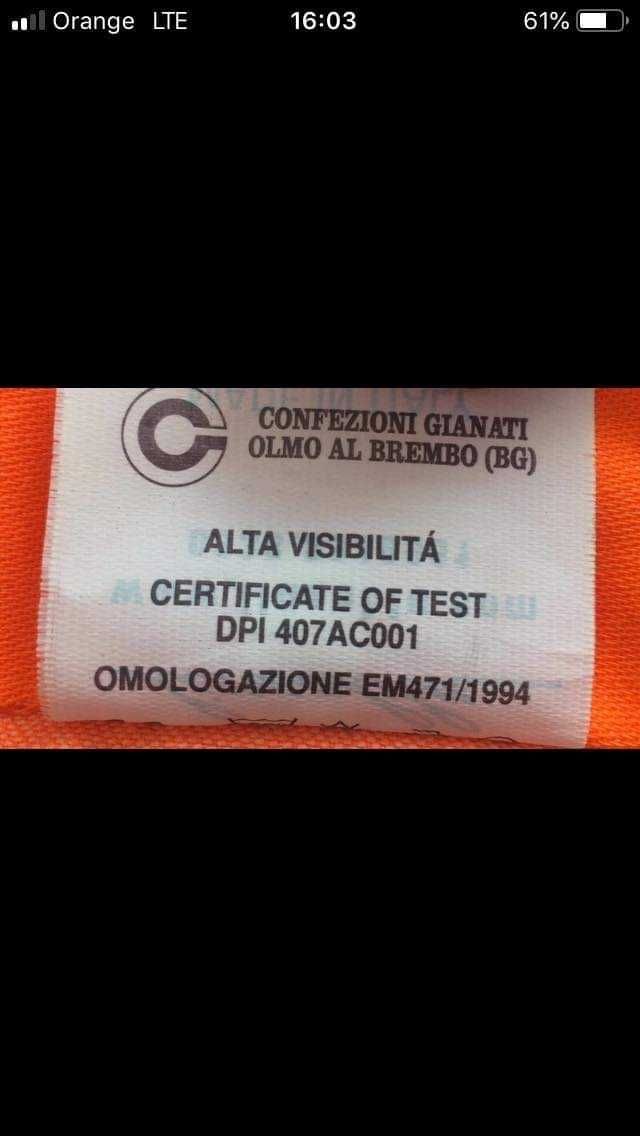 Orange LTE 16:03 61%
CONFEZIONI GIANATI
OLMO AL BREMBO (BG)
ALTA VISIBILITÁ
CERTIFICATE OF TEST
DPI 407AC001
OMOLOGAZIONE EM471/1994